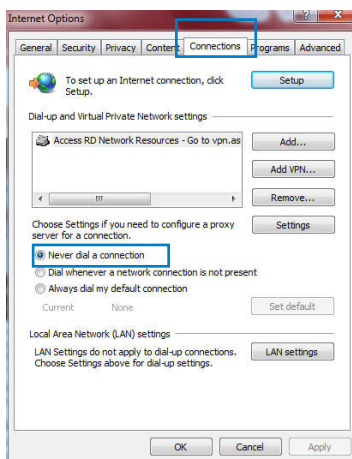 Internet Options
General Security Privacy Content Connections Programs Advanced
To set up an Internet connection, click
Setup.
Setup
Dial-up and Virtual Private Network settings
Access RD Network Resources - Go to vpn.as
Add...
Add VPN...
Remove...
Choose Settings if you need to configure a proxy
server for a connection.
Settings
Never dial a connection
Dial whenever a network connection is not present
Always dial my default connection
Current None
Set default
Local Area Network (LAN) settings
LAN Settings do not apply to dial-up connections.
Choose Settings above for dial-up settings.
LAN settings
OK Cancel Apply